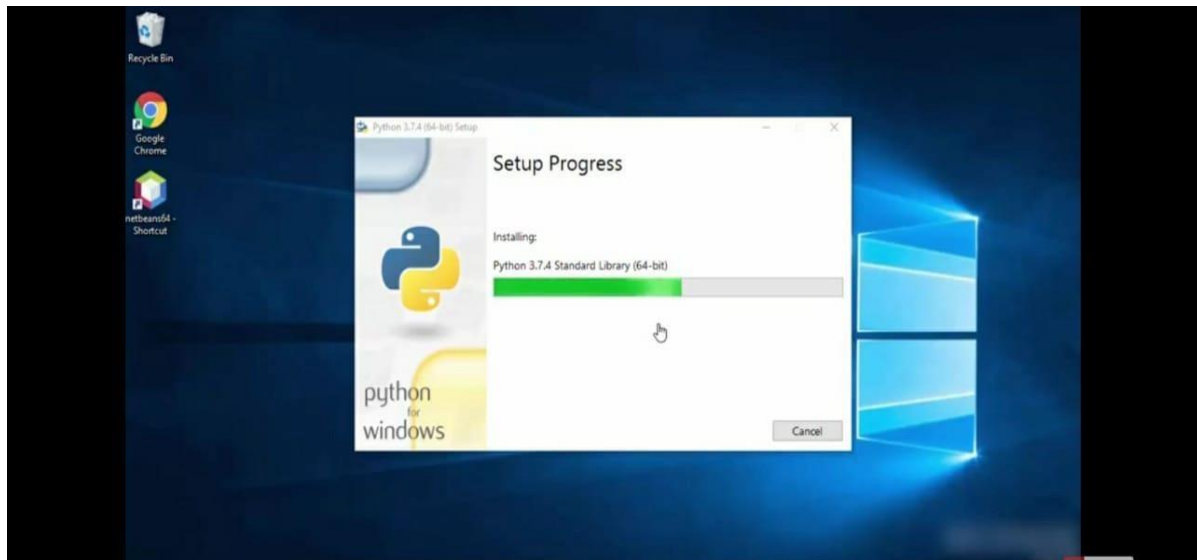 Recycle Bin
Google
Chrome
netbeans64 -
Shortcut
Python 3.7.4 (64-bit) Setup
Setup Progress
Installing:
Python 3.7.4 Standard Library (64-bit)
python
for
windows
Cancel